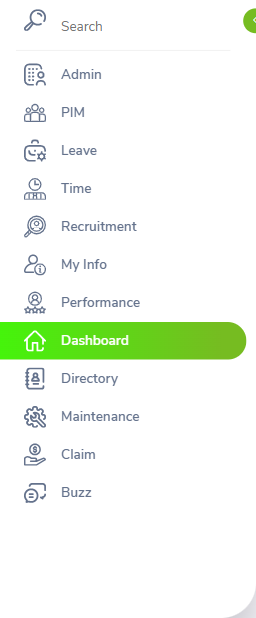 Search
Admin
PIM
Leave
Time
Recruitment
My Info
Performance
Dashboard
Directory
Maintenance
Claim
Buzz